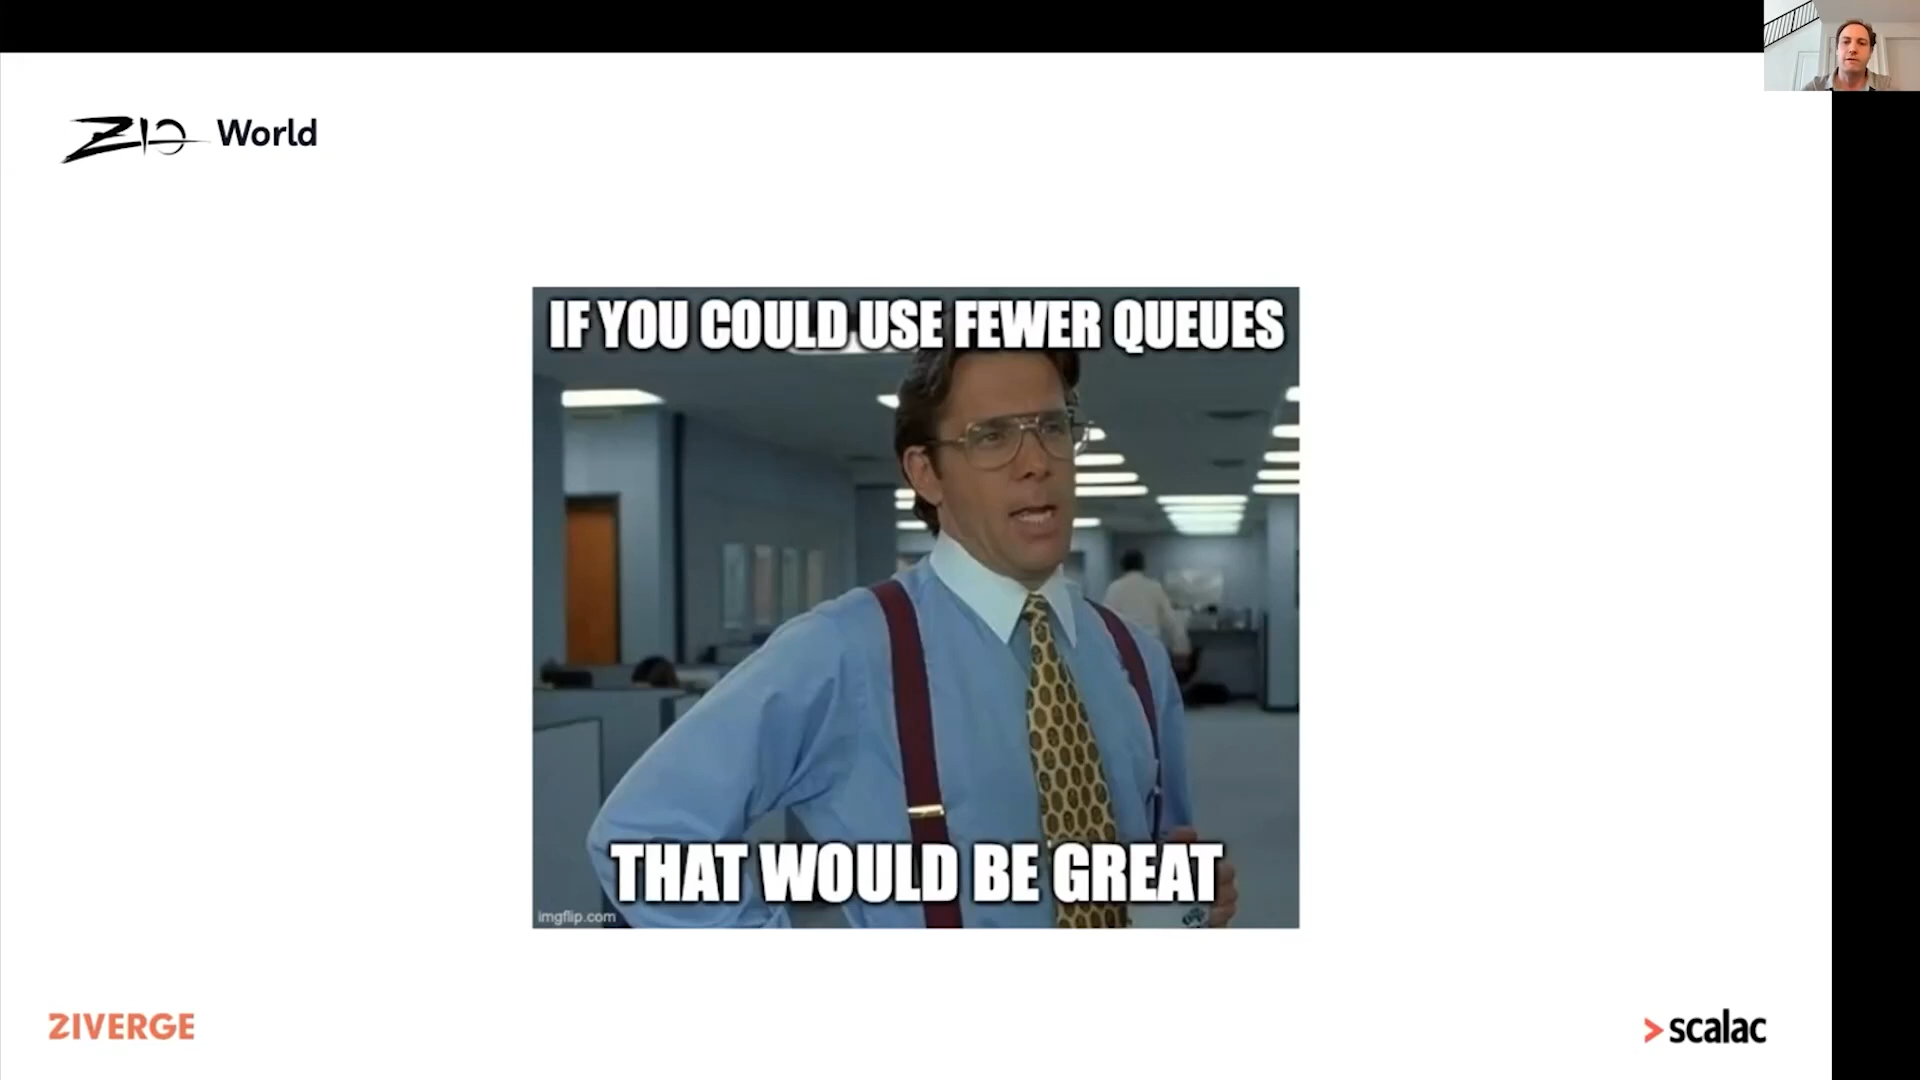 ZIO World
IF YOU COULD USE FEWER QUEUES
THAT WOULD BE GREAT
imgflip.com
ZIVERGE
scalac